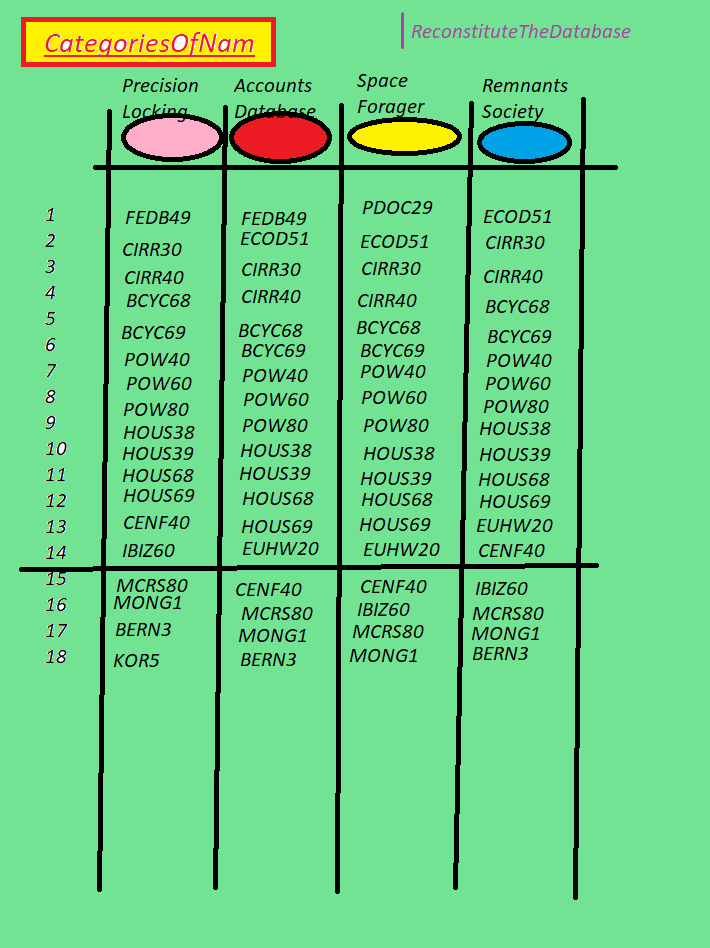 CategoriesOfNam
ReconstituteTheDatabase
Precision Accounts Space Remnants
Locking Database Forager Society
1 FEDB49 FEDB49 PDOC29 ECOD51
2 CIRR30 ECOD51 ECOD51 CIRR30
3 CIRR40 CIRR30 CIRR30 CIRR40
4 BCYC68 CIRR40 CIRR40 BCYC68
5 BCYC69 BCYC68 BCYC68 BCYC69
6 POW40 BCYC69 BCYC69 POW40
7 POW60 POW40 POW40 POW60
8 POW80 POW60 POW60 POW80
9 HOUS38 POW80 POW80 HOUS38
10 HOUS39 HOUS38 HOUS38 HOUS39
11 HOUS68 HOUS39 HOUS39 HOUS68
12 HOUS69 HOUS68 HOUS68 HOUS69
13 CENF40 HOUS69 HOUS69 EUHW20
14 IBIZ60 EUHW20 EUHW20 CENF40
15 MCRS80 CENF40 CENF40 IBIZ60
16 MONG1 MCRS80 IBIZ60 MCRS80
17 BERN3 MONG1 MCRS80 MONG1
18 KOR5 BERN3 MONG1 BERN3